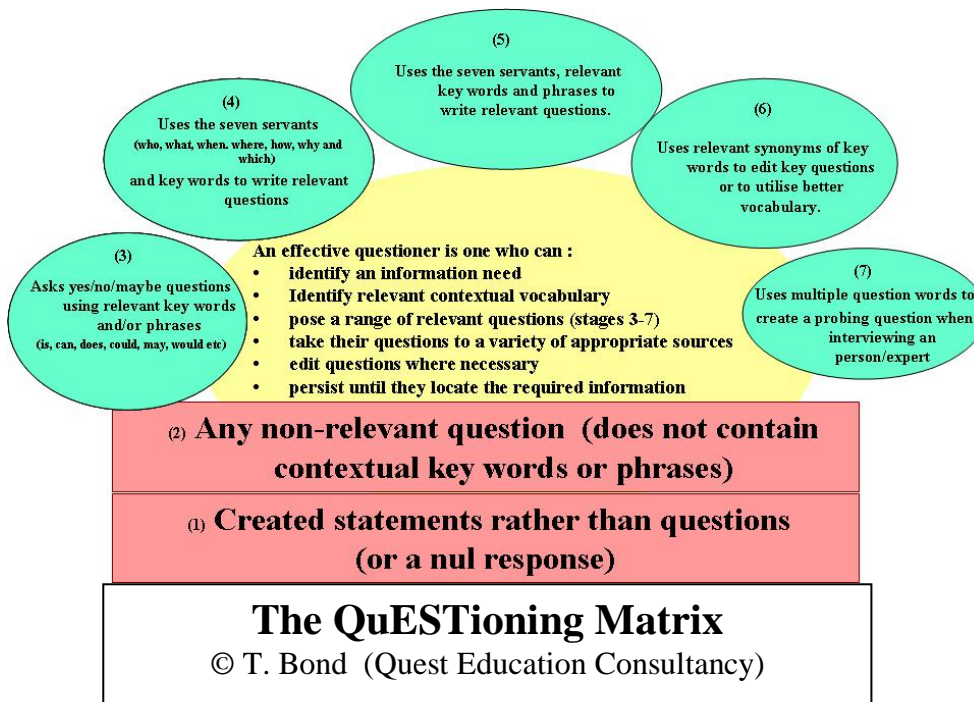 (5)
Uses the seven servants, relevant
key words and phrases to
write relevant questions.
(4)
Uses the seven servants
(who, what, when. where, how, why and
which)
and key words to write relevant
questions
(6)
Uses relevant synonyms of key
words to edit key questions
or to utilise better
vocabulary.
(3)
Asks yes/no/maybe questions
using relevant key words
and/or phrases
(is, can, does, could, may, would etc)
An effective questioner is one who can :
• identify an information need
• Identify relevant contextual vocabulary
• pose a range of relevant questions (stages 3-7)
• take their questions to a variety of appropriate sources
• edit questions where necessary
• persist until they locate the required information
(7)
Uses multiple question words to
create a probing question when
interviewing an
person/expert
(2) Any non-relevant question (does not contain
contextual key words or phrases)
(1) Created statements rather than questions
(or a nul response)
The QuESTioning Matrix
© T. Bond (Quest Education Consultancy)